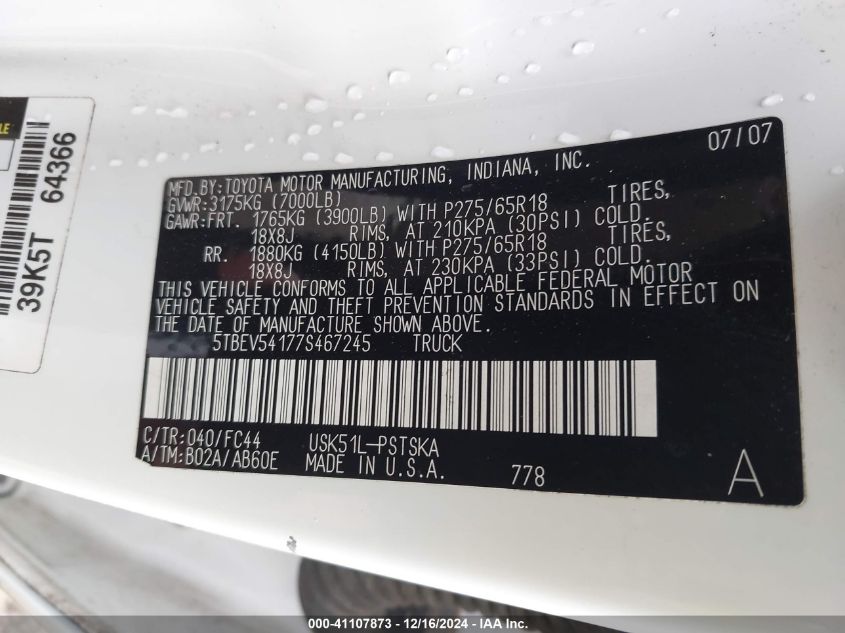 LE
39K5T 64366
07/07
MFD.BY:TOYOTA MOTOR MANUFACTURING, INDIANA, INC.
GVWR:3175KG (7000LB)
GAWR:FRT. 1765KG (3900LB) WITH P275/65R18 TIRES,
18X8J RIMS, AT 210KPA (30PSI) COLD.
RR. 1880KG (4150LB) WITH P275/65R18 TIRES,
18X8J RIMS, AT 230KPA (33PSI) COLD.
THIS VEHICLE CONFORMS TO ALL APPLICABLE FEDERAL MOTOR
VEHICLE SAFETY AND THEFT PREVENTION STANDARDS IN EFFECT ON
THE DATE OF MANUFACTURE SHOWN ABOVE.
5TBEV54177S467245 TRUCK
C/TR:040/FC44 USK51L-PSTSKA
A/TM:B02A/AB60E MADE IN U.S.A. 778 A
000-41107873 - 12/16/2024 - IAA Inc.